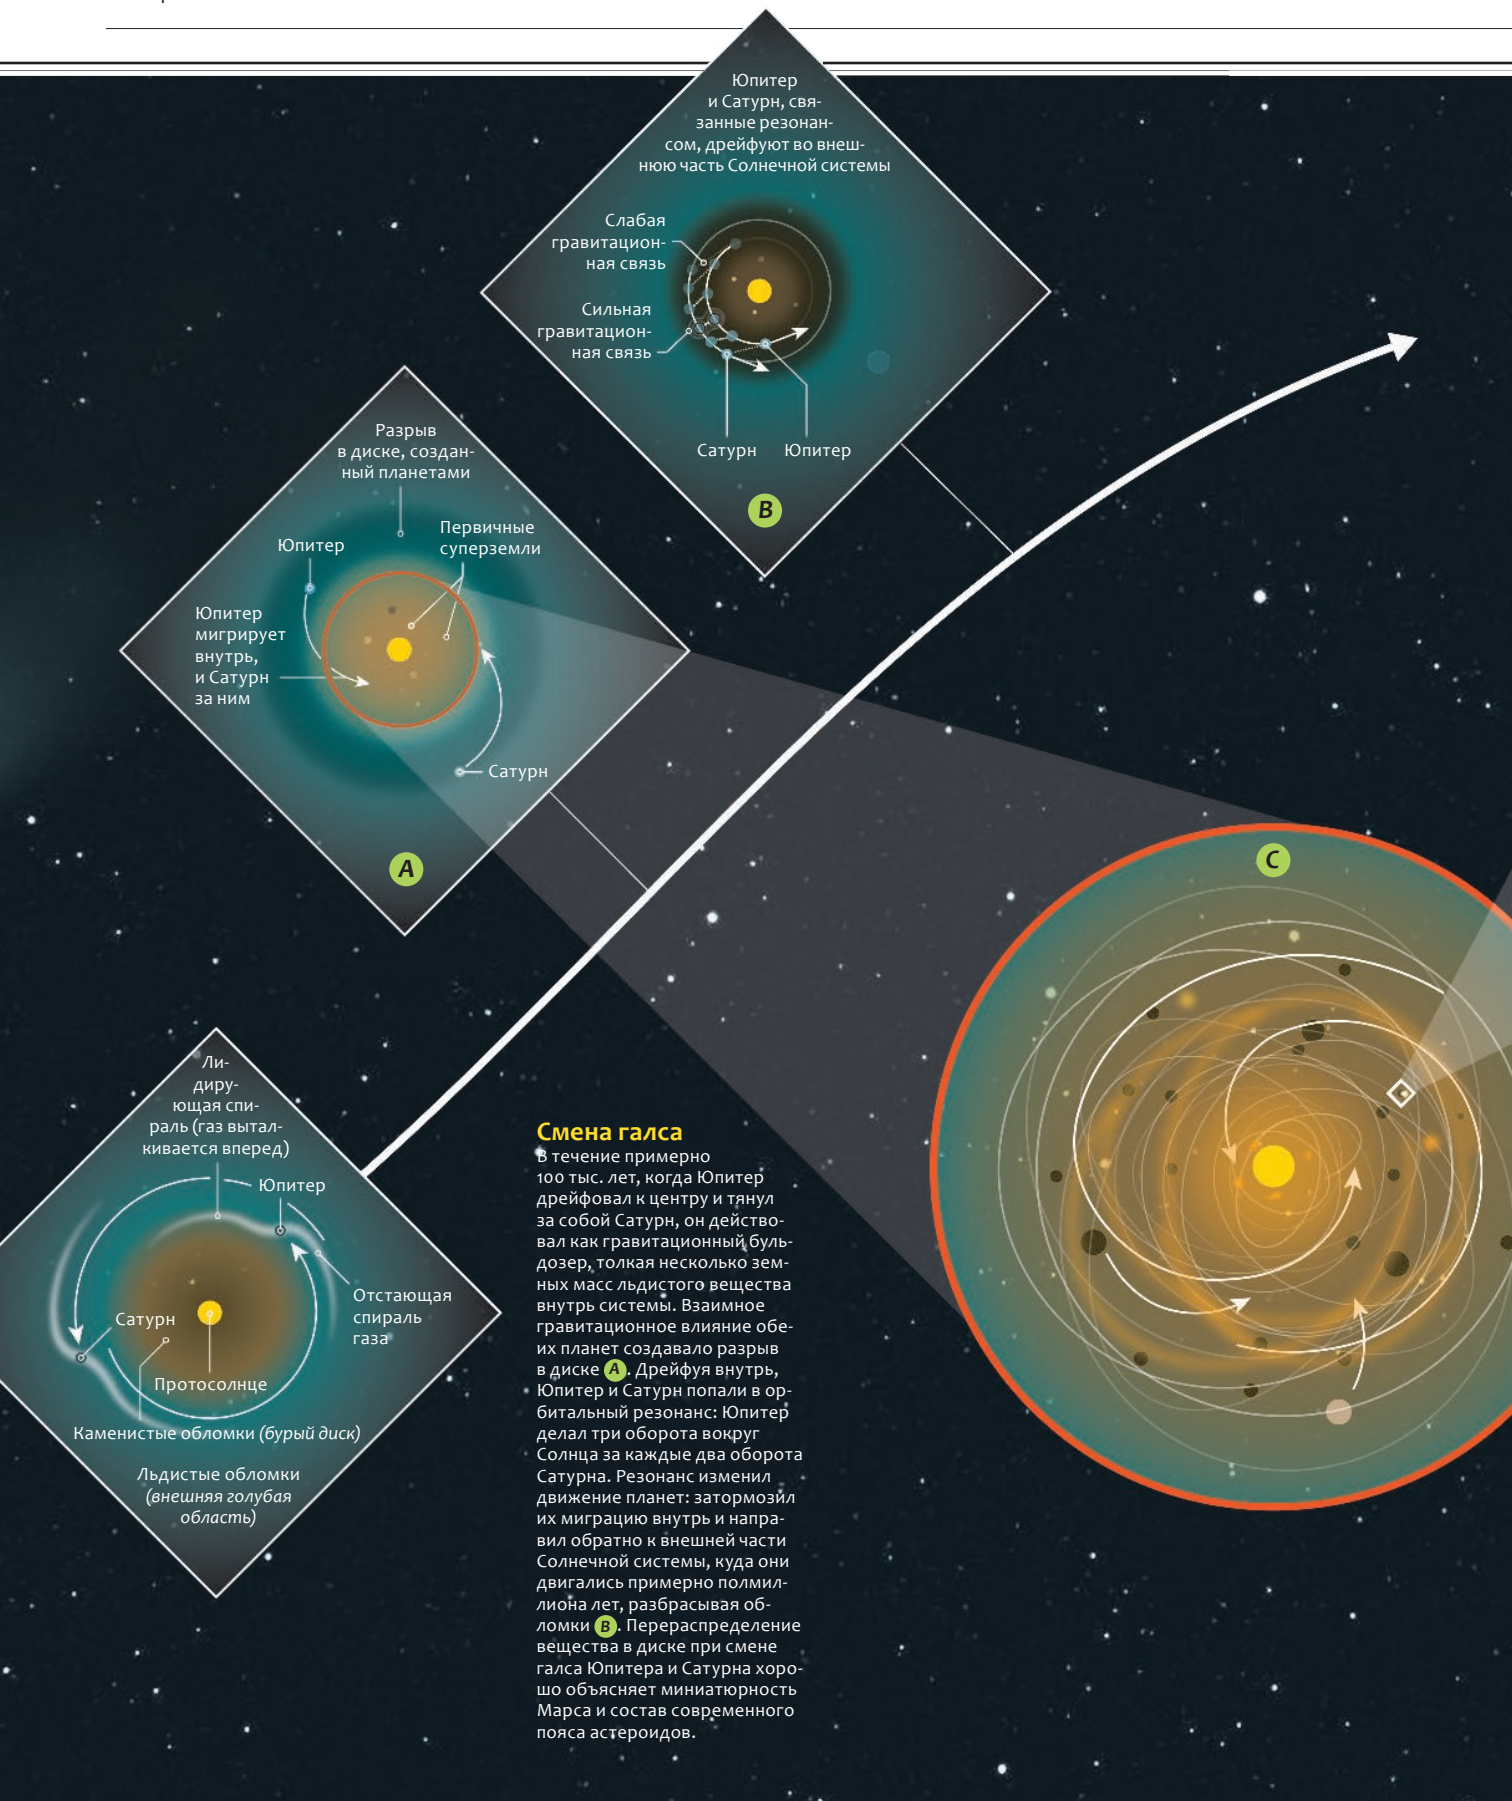 Юпитер
и Сатурн, свя-
занные резонан-
сом, дрейфуют во внеш-
нюю часть Солнечной системы
Слабая
гравитацион-
ная связь
Сильная
гравитацион-
ная связь
Сатурн
Юпитер
B
Разрыв
в диске, создан-
ный планетами
Первичные
суперземли
Юпитер
Юпитер
мигрирует
внутрь,
и Сатурн
за ним
Сатурн
A
C
Ли-
диру-
ющая спи-
раль (газ вытал-
кивается вперед)
Юпитер
Отстающая
спираль
газа
Сатурн
Протосолнце
Каменистые обломки (бурый диск)
Льдистые обломки
(внешняя голубая
область)
Смена галса
В течение примерно
100 тыс. лет, когда Юпитер
дрейфовал к центру и тянул
за собой Сатурн, он действо-
вал как гравитационный буль-
дозер, толкая несколько зем-
ных масс льдистого вещества
внутрь системы. Взаимное
гравитационное влияние обе-
их планет создавало разрыв
в диске A. Дрейфуя внутрь,
Юпитер и Сатурн попали в ор-
битальный резонанс: Юпитер
делал три оборота вокруг
Солнца за каждые два оборота
Сатурна. Резонанс изменил
движение планет: затормозил
их миграцию внутрь и напра-
вил обратно к внешней части
Солнечной системы, куда они
двигались примерно полмил-
лиона лет, разбрасывая об-
ломки B. Перераспределение
вещества в диске при смене
галса Юпитера и Сатурна хоро-
шо объясняет миниатюрность
Марса и состав современного
пояса астероидов.